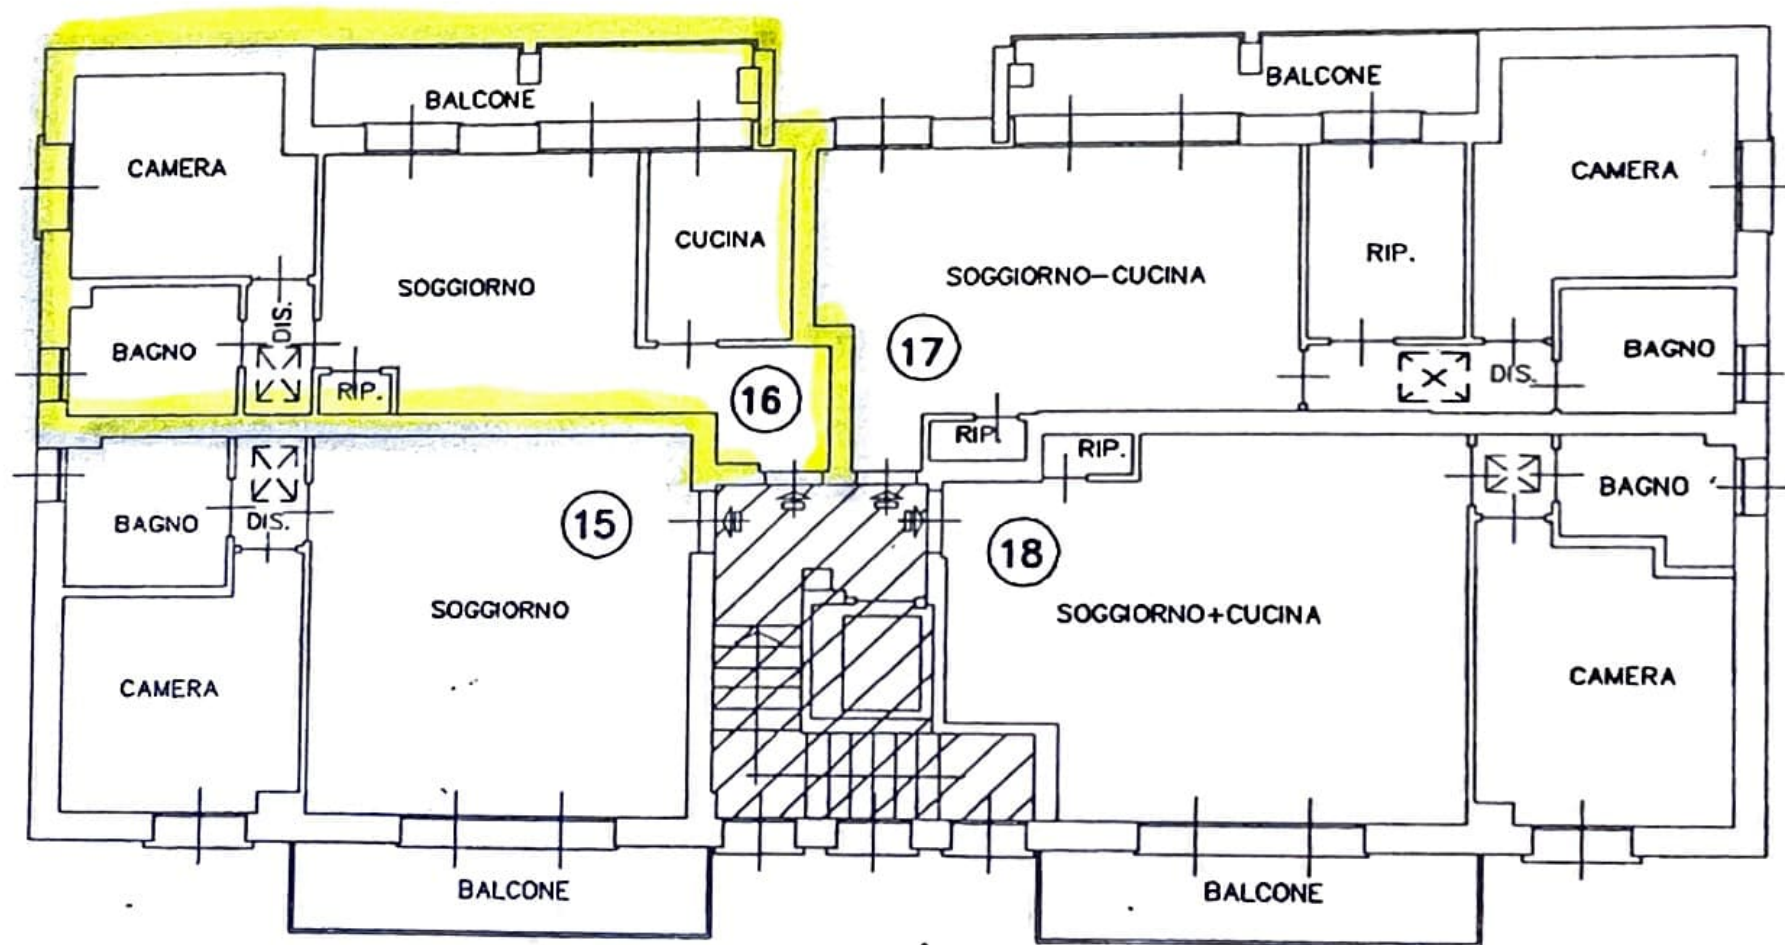 BALCONE
BALCONE
CAMERA
CAMERA
CUCINA
RIP.
SOGGIORNO
SOGGIORNO-CUCINA
DIS.
BAGNO
17
BAGNO
DIS.
RIP.
16
RIP.
RIP.
BAGNO
DIS.
15
BAGNO
18
SOGGIORNO
SOGGIORNO+CUCINA
CAMERA
CAMERA
BALCONE
BALCONE